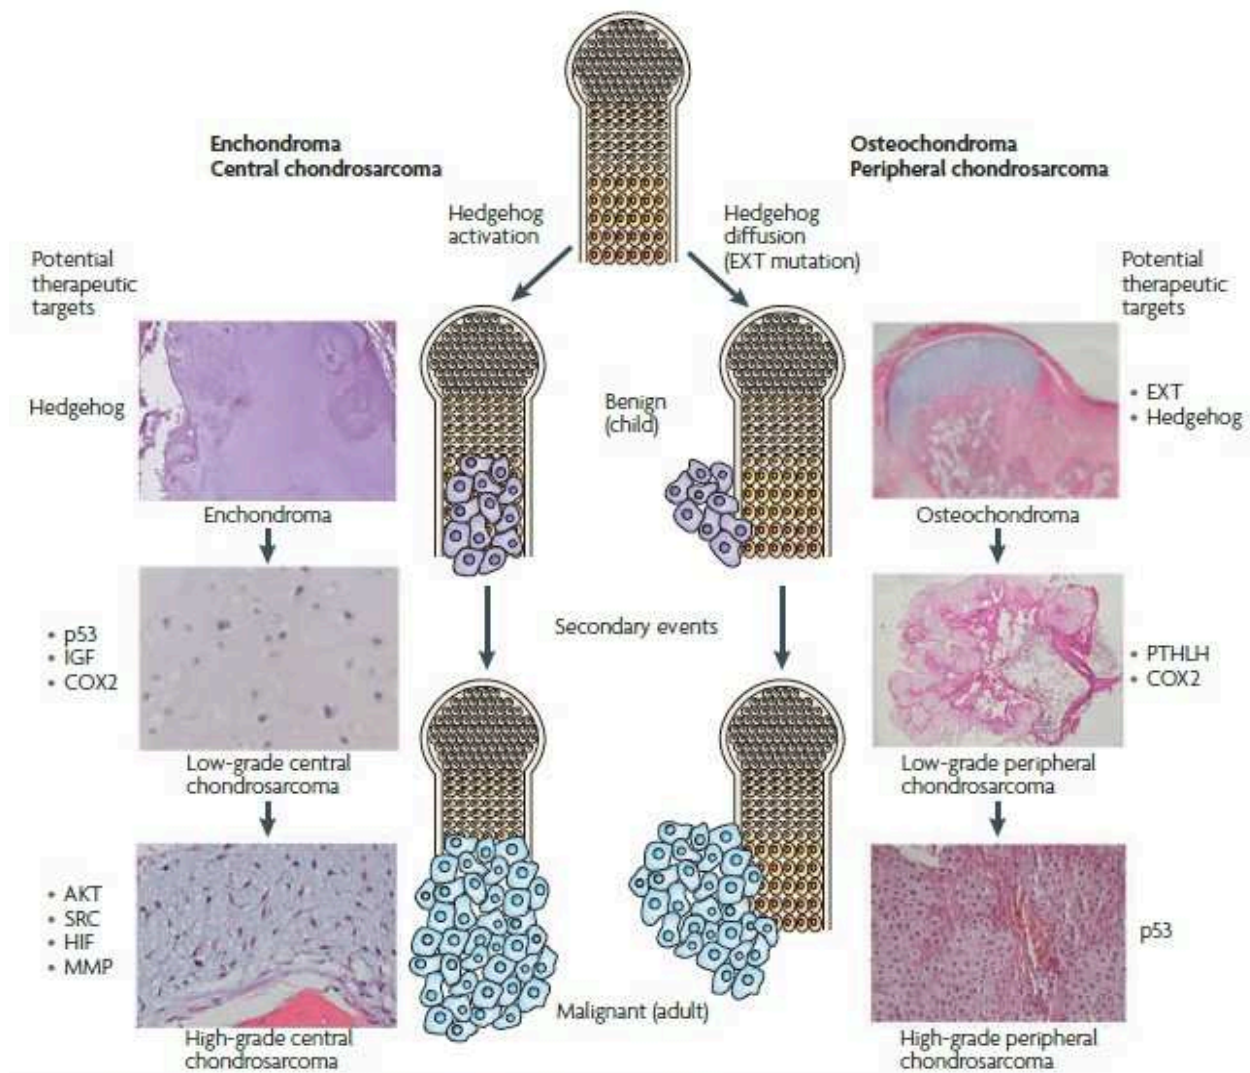 Enchondroma
Central chondrosarcoma
Osteochondroma
Peripheral chondrosarcoma
Hedgehog
activation
Hedgehog
diffusion
(EXT mutation)
Potential
therapeutic
targets
Potential
therapeutic
targets
Hedgehog
Benign
(child)
• EXT
• Hedgehog
Enchondroma
Osteochondroma
• p53
• IGF
• COX2
Secondary events
• PTHLH
• COX2
Low-grade central
chondrosarcoma
Low-grade peripheral
chondrosarcoma
• AKT
• SRC
• HIF
• MMP
p53
Malignant (adult)
High-grade central
chondrosarcoma
High-grade peripheral
chondrosarcoma